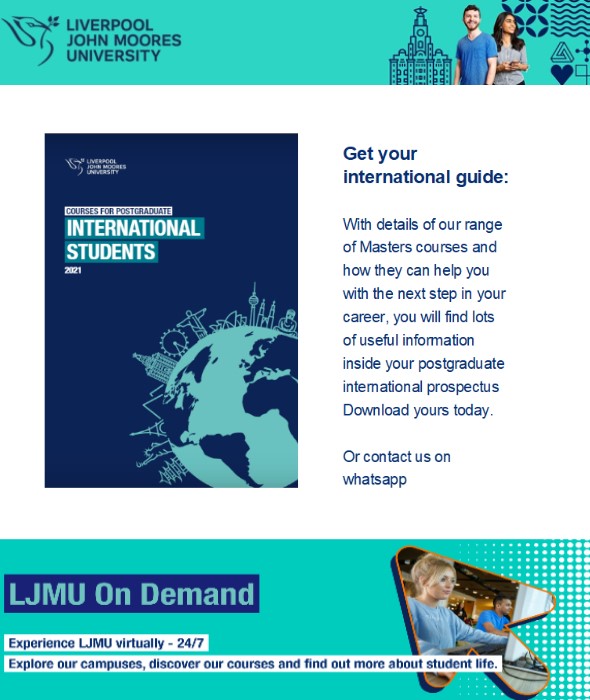 LIVERPOOL
JOHN MOORES
UNIVERSITY
LIVERPOOL
JOHN MOORES
UNIVERSITY
COURSES FOR POSTGRADUATE
INTERNATIONAL
STUDENTS
2021
Get your
international guide:
With details of our range
of Masters courses and
how they can help you
with the next step in your
career, you will find lots
of useful information
inside your postgraduate
international prospectus
Download yours today.
Or contact us on
whatsapp
LJMU On Demand
Experience LJMU virtually - 24/7
Explore our campuses, discover our courses and find out more about student life.